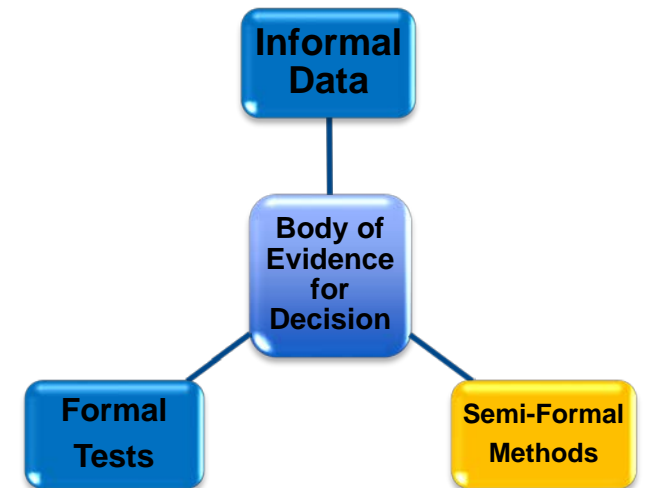 Informal
Data
Body of
Evidence
for
Decision
Formal
Tests
Semi-Formal
Methods